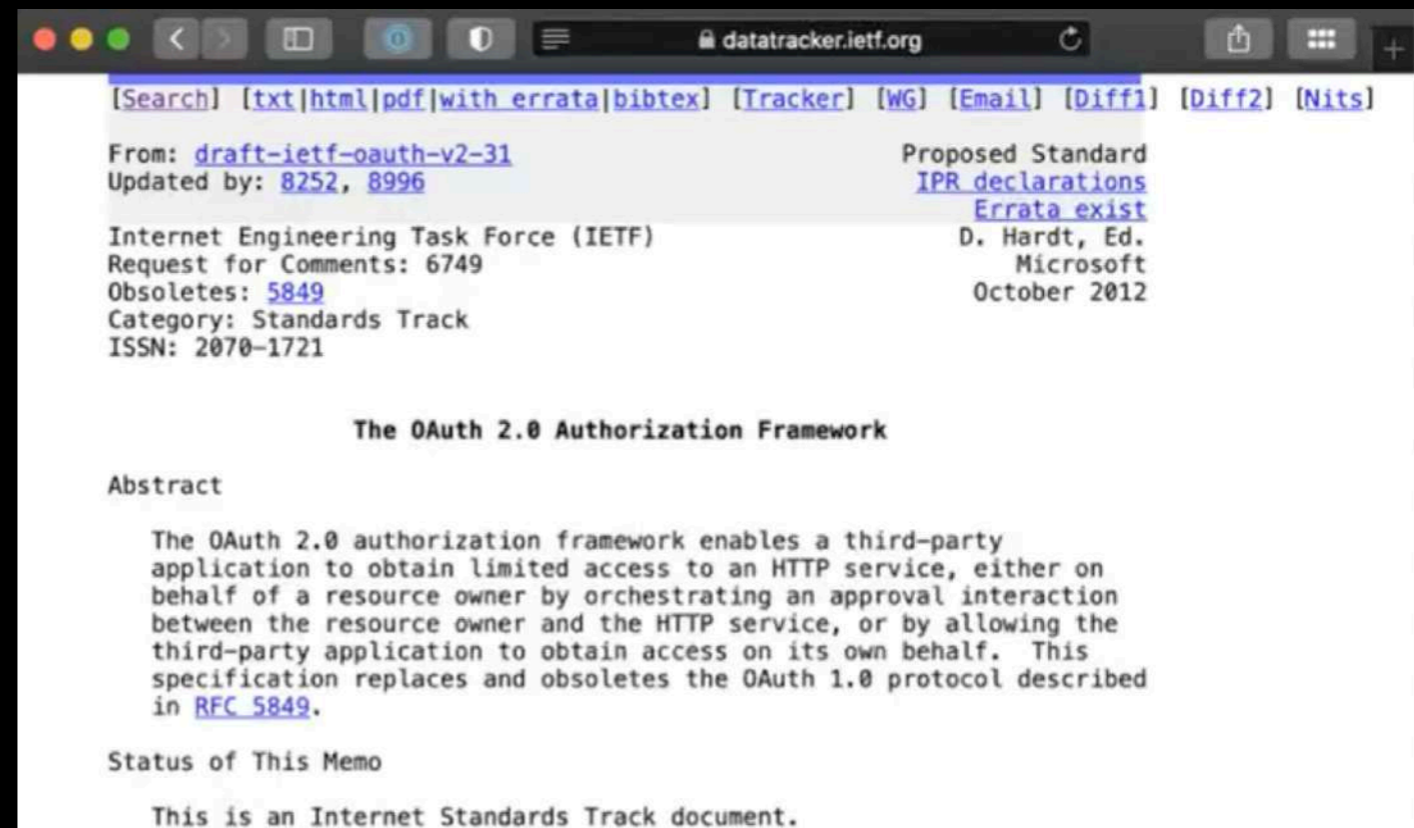 datatracker.ietf.org
[Search] [txt|html|pdf|with errata|bibtex] [Tracker] [WG] [Email] [Diff1] [Diff2] [Nits]
From: draft-ietf-oauth-v2-31 Proposed Standard
Updated by: 8252, 8996 IPR declarations
Errata exist
Internet Engineering Task Force (IETF) D. Hardt, Ed.
Request for Comments: 6749 Microsoft
Obsoletes: 5849 October 2012
Category: Standards Track
ISSN: 2070-1721
The OAuth 2.0 Authorization Framework
Abstract
The OAuth 2.0 authorization framework enables a third-party
application to obtain limited access to an HTTP service, either on
behalf of a resource owner by orchestrating an approval interaction
between the resource owner and the HTTP service, or by allowing the
third-party application to obtain access on its own behalf. This
specification replaces and obsoletes the OAuth 1.0 protocol described
in RFC 5849.
Status of This Memo
This is an Internet Standards Track document.